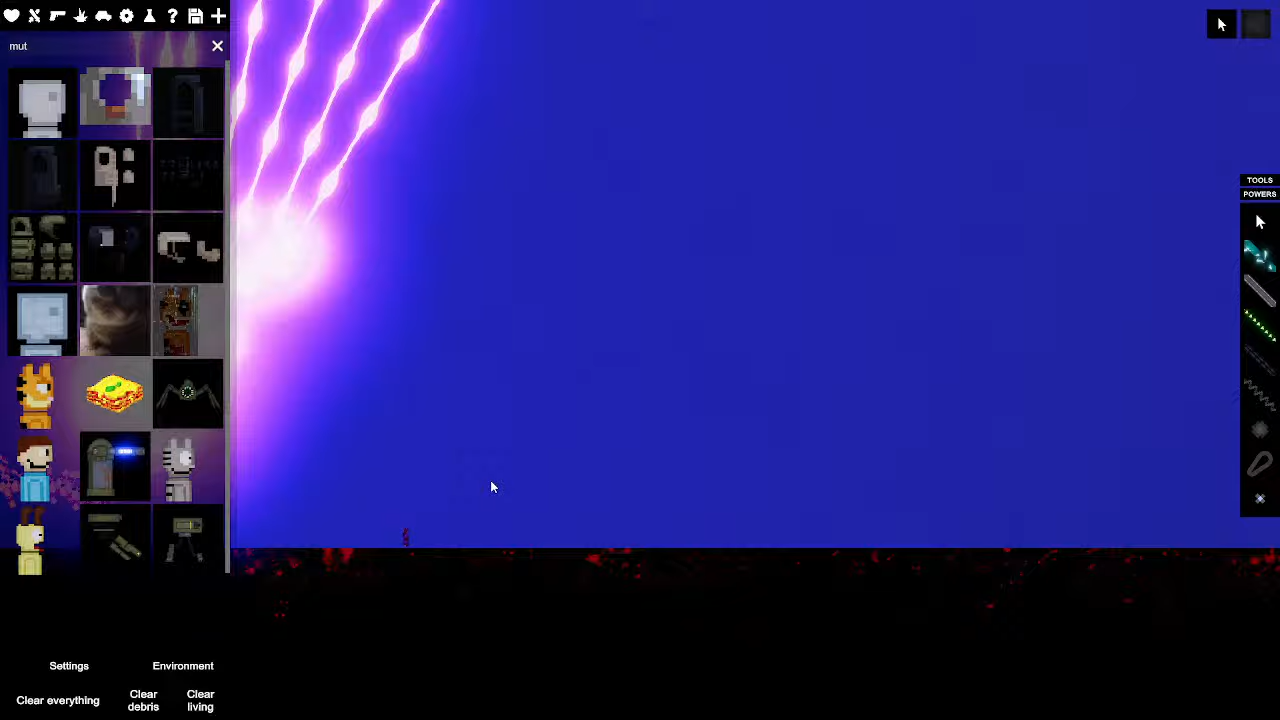 mut
TOOLS
POWERS
Settings
Environment
Clear everything
Clear
debris
Clear
living